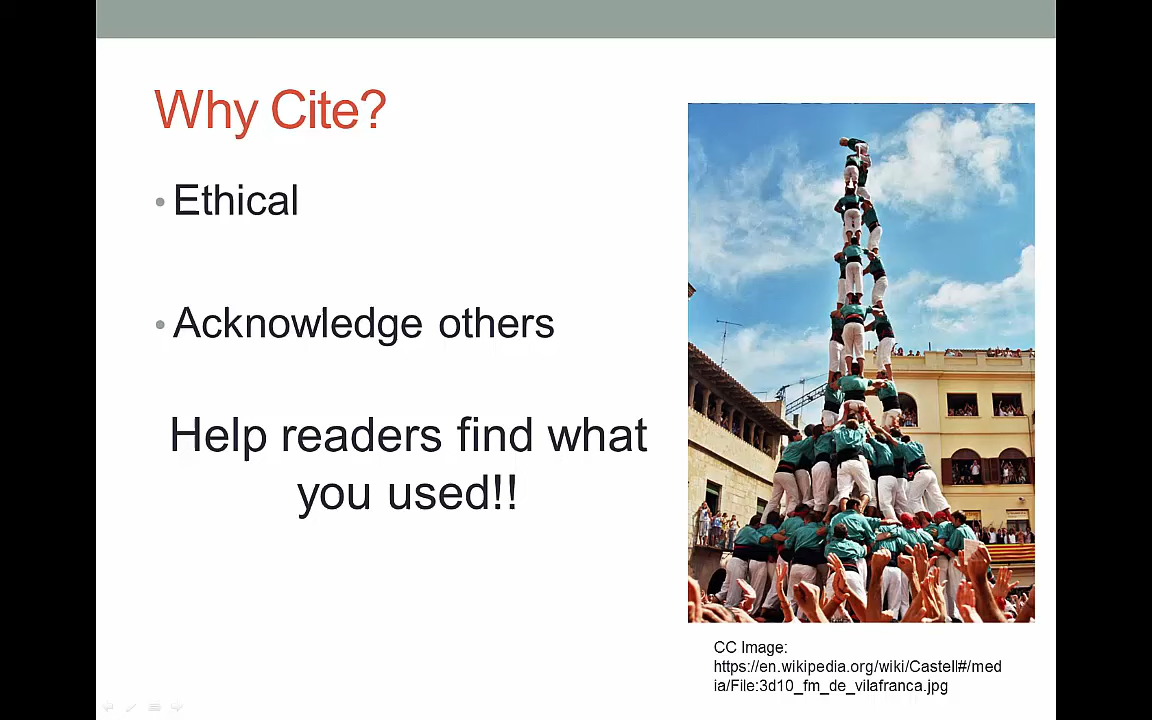 Why Cite?
• Ethical
• Acknowledge others
Help readers find what
you used!!
CC Image:
https://en.wikipedia.org/wiki/Castell#/med
ia/File:3d10_fm_de_vilafranca.jpg